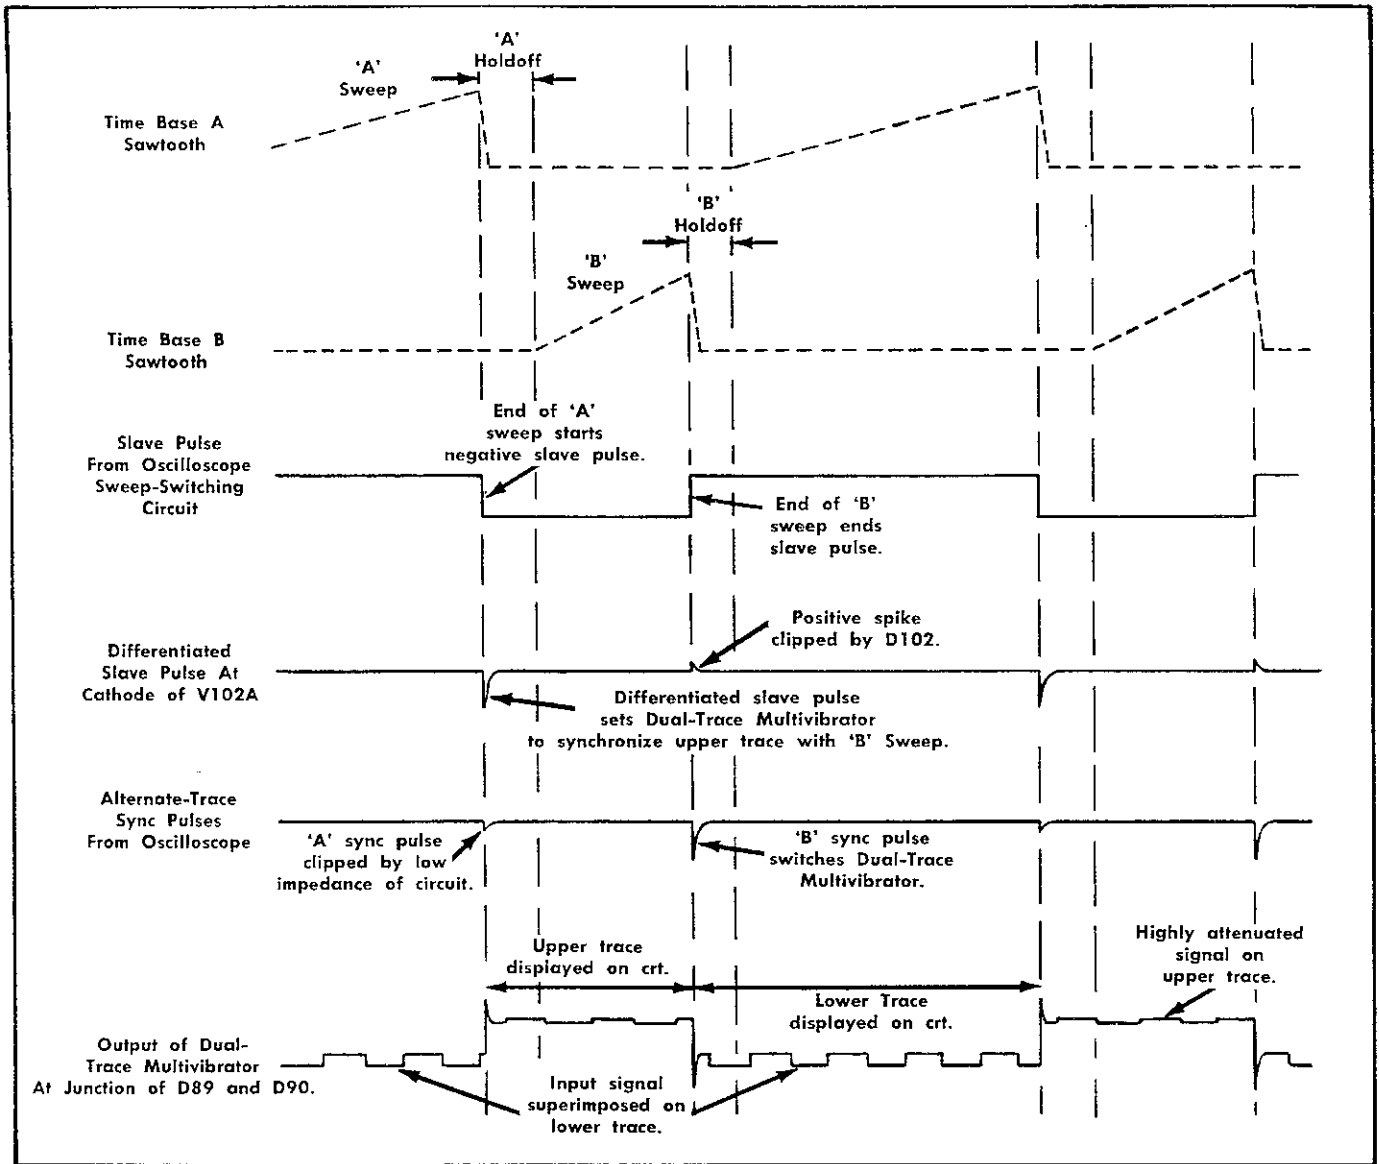 'A'
Holdoff
'A'
Sweep
Time Base A
Sawtooth
'B'
Holdoff
'B'
Sweep
Time Base B
Sawtooth
End of 'A'
sweep starts
negative slave pulse.
Slave Pulse
From Oscilloscope
Sweep-Switching
Circuit
End of 'B'
sweep ends
slave pulse.
Positive spike
clipped by D102.
Differentiated
Slave Pulse At
Cathode of V102A
Differentiated slave pulse
sets Dual-Trace Multivibrator
to synchronize upper trace with 'B' Sweep.
Alternate-Trace
Sync Pulses
From Oscilloscope
'A' sync pulse
clipped by low
impedance of circuit.
'B' sync pulse
switches Dual-Trace
Multivibrator.
Upper trace
displayed on crt.
Highly attenuated
signal on
upper trace.
Lower Trace
displayed on crt.
Output of Dual-
Trace Multivibrator
At Junction of D89 and D90.
Input signal
superimposed on
lower trace.